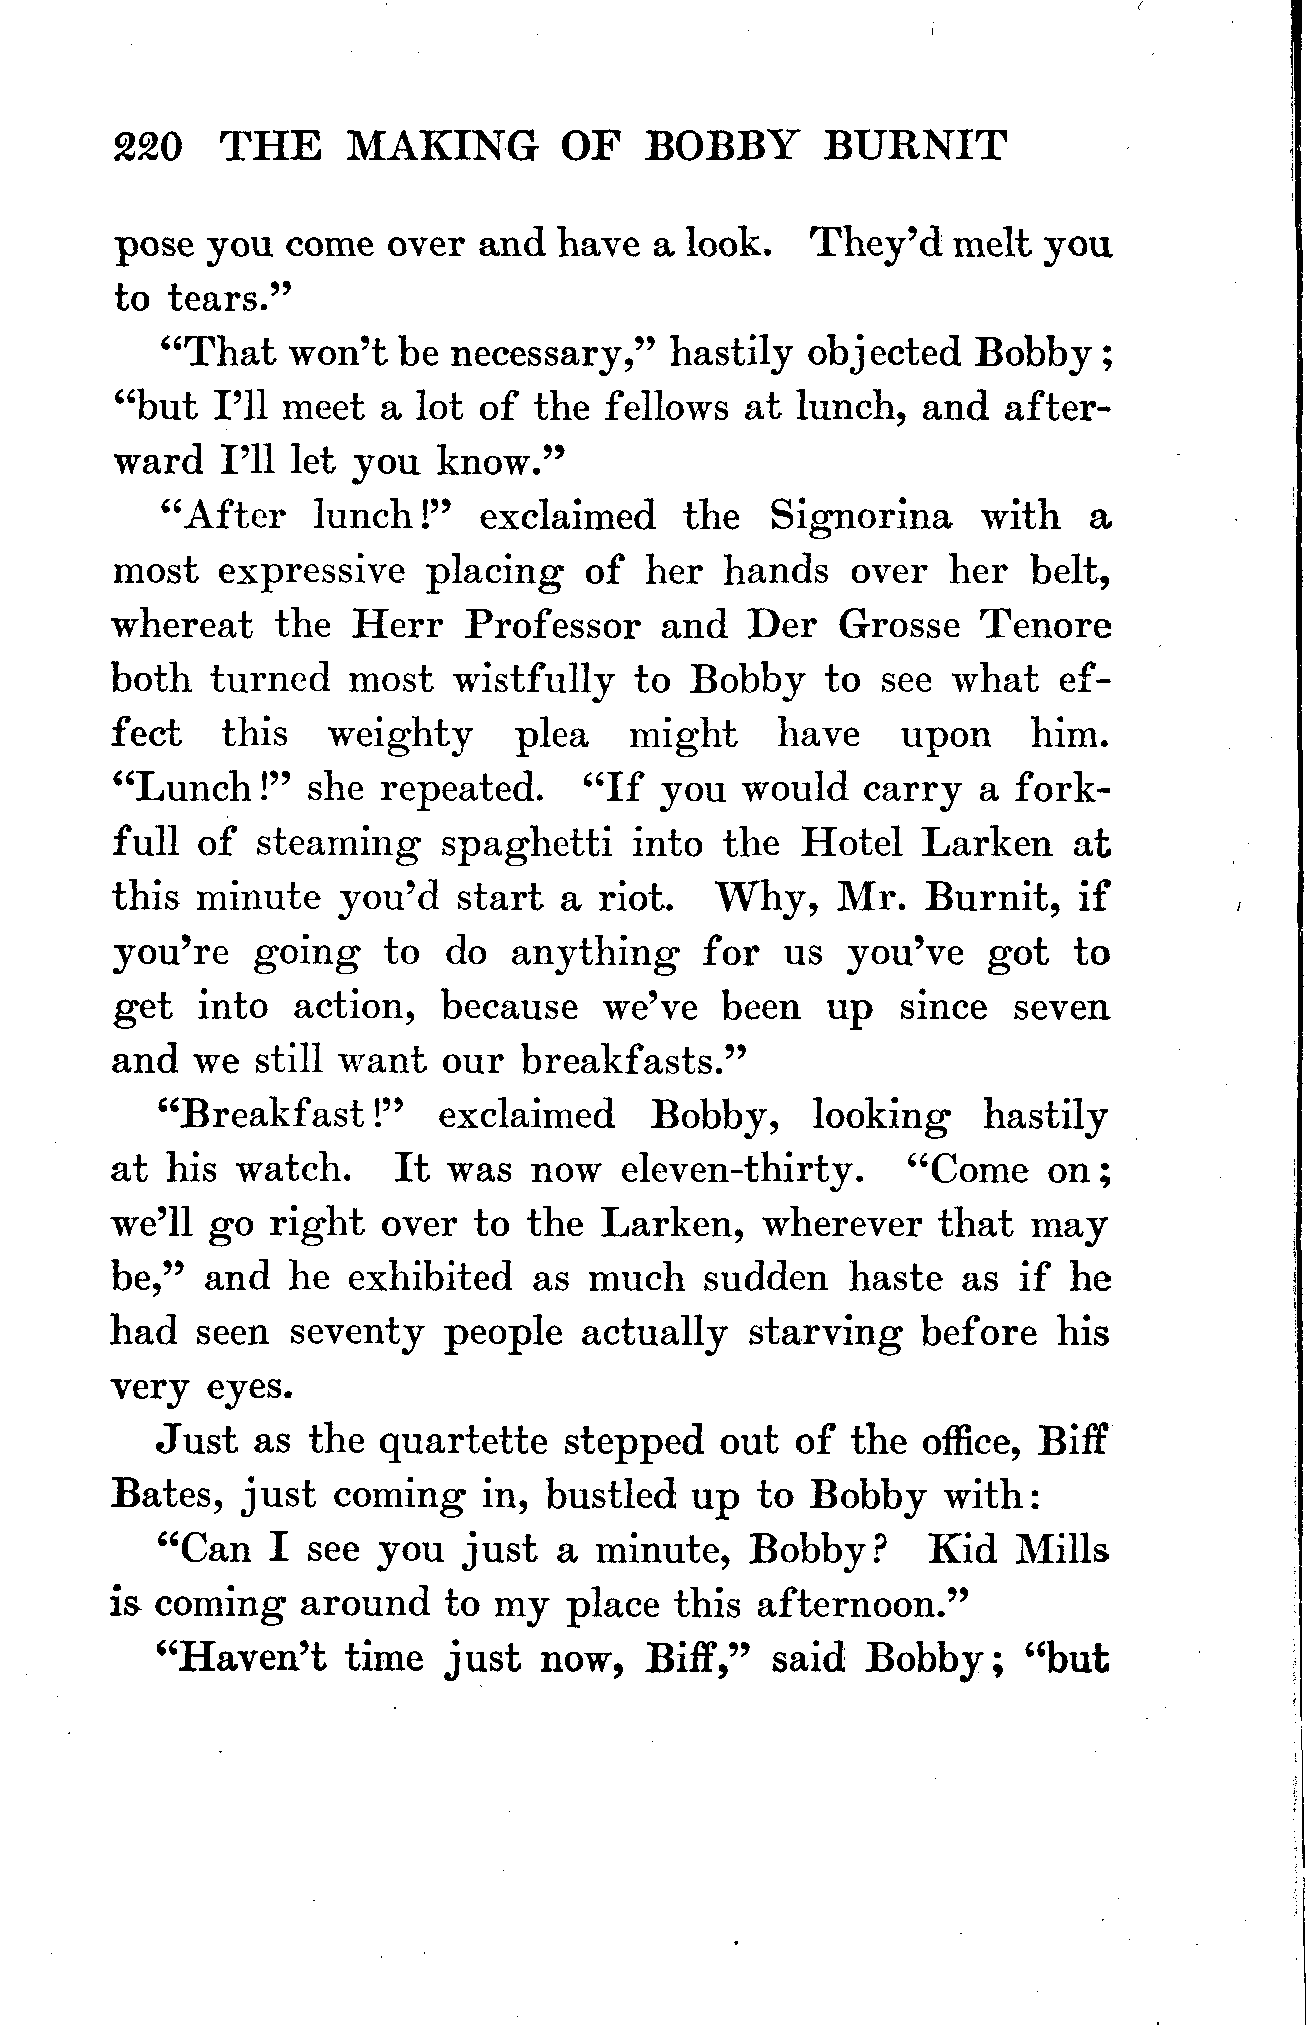 220 THE MAKING OF BOBBY BURNIT
pose you come over and have a look. They’d melt you
to tears.”
“That won’t be necessary,” hastily objected Bobby;
“but I’ll meet a lot of the fellows at lunch, and after-
ward I’ll let you know.”
“After lunch!” exclaimed the Signorina with a
most expressive placing of her hands over her belt,
whereat the Herr Professor and Der Grosse Tenore
both turned most wistfully to Bobby to see what ef-
fect this weighty plea might have upon him.
“Lunch!” she repeated. “If you would carry a fork-
full of steaming spaghetti into the Hotel Larken at
this minute you’d start a riot. Why, Mr. Burnit, if
you’re going to do anything for us you’ve got to
get into action, because we’ve been up since seven
and we still want our breakfasts.”
“Breakfast!” exclaimed Bobby, looking hastily
at his watch. It was now eleven-thirty. “Come on;
we’ll go right over to the Larken, wherever that may
be,” and he exhibited as much sudden haste as if he
had seen seventy people actually starving before his
very eyes.
Just as the quartette stepped out of the office, Biff
Bates, just coming in, bustled up to Bobby with:
“Can I see you just a minute, Bobby? Kid Mills
is coming around to my place this afternoon.”
“Haven’t time just now, Biff,” said Bobby; “but